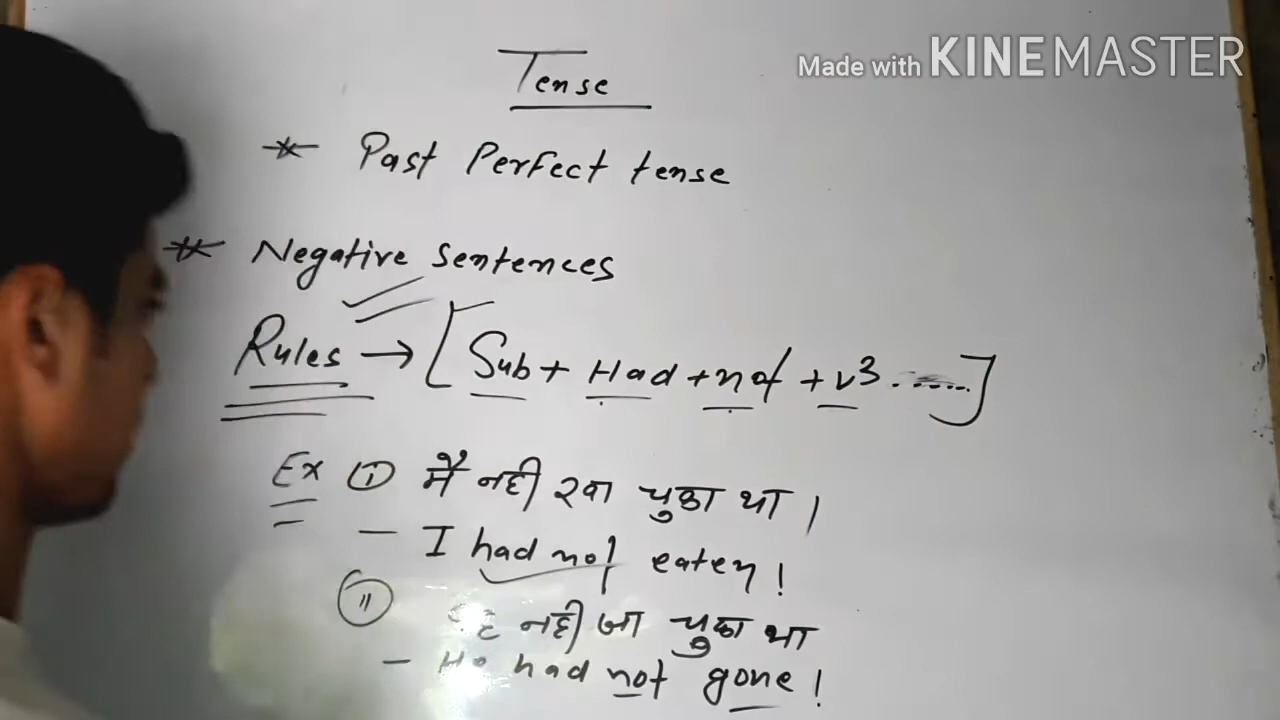 Made with KINEMASTER
Tense
* Past Perfect tense
* Negative Sentences
Rules → [Sub + Had + not + v3 ......]
Ex (i) मैं नही खा चुका था ।
- I had not eaten !
(ii) नही जा चुका था
- He had not gone !